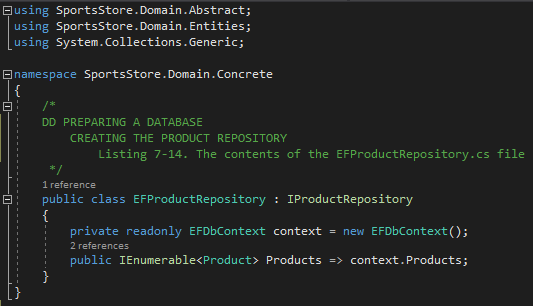 using SportsStore.Domain.Abstract;
using SportsStore.Domain.Entities;
using System.Collections.Generic;
namespace SportsStore.Domain.Concrete
{
/*
DD PREPARING A DATABASE
CREATING THE PRODUCT REPOSITORY
Listing 7-14. The contents of the EFProductRepository.cs file
*/
1 reference
public class EFProductRepository : IProductRepository
{
private readonly EFDbContext context = new EFDbContext();
2 references
public IEnumerable<Product> Products => context.Products;
}
}